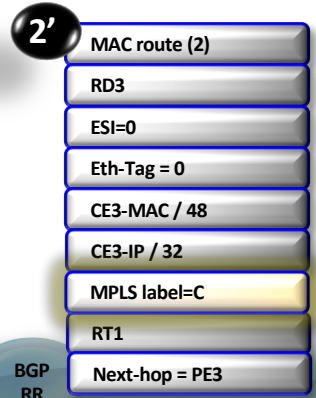 2’
MAC route (2)
RD3
ESI=0
Eth-Tag = 0
CE3-MAC / 48
CE3-IP / 32
MPLS label=C
RT1
Next-hop = PE3
BGP
RR